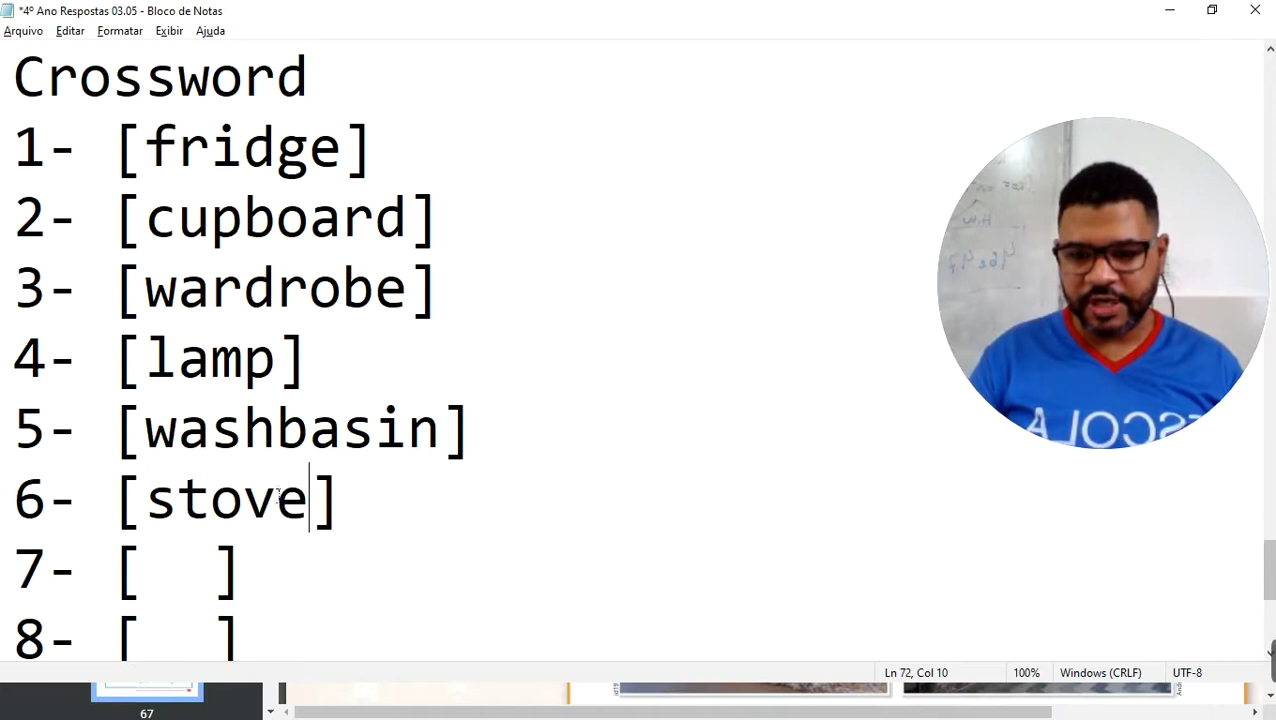 *4º Ano Respostas 03.05 - Bloco de Notas
Arquivo Editar Formatar Exibir Ajuda
Crossword
1- [fridge]
2- [cupboard]
3- [wardrobe]
4- [lamp]
5- [washbasin]
6- [stove]
7- [ ]
8- [ ]
H.W
ESCOLA
Ln 72, Col 10 100% Windows (CRLF) UTF-8
67